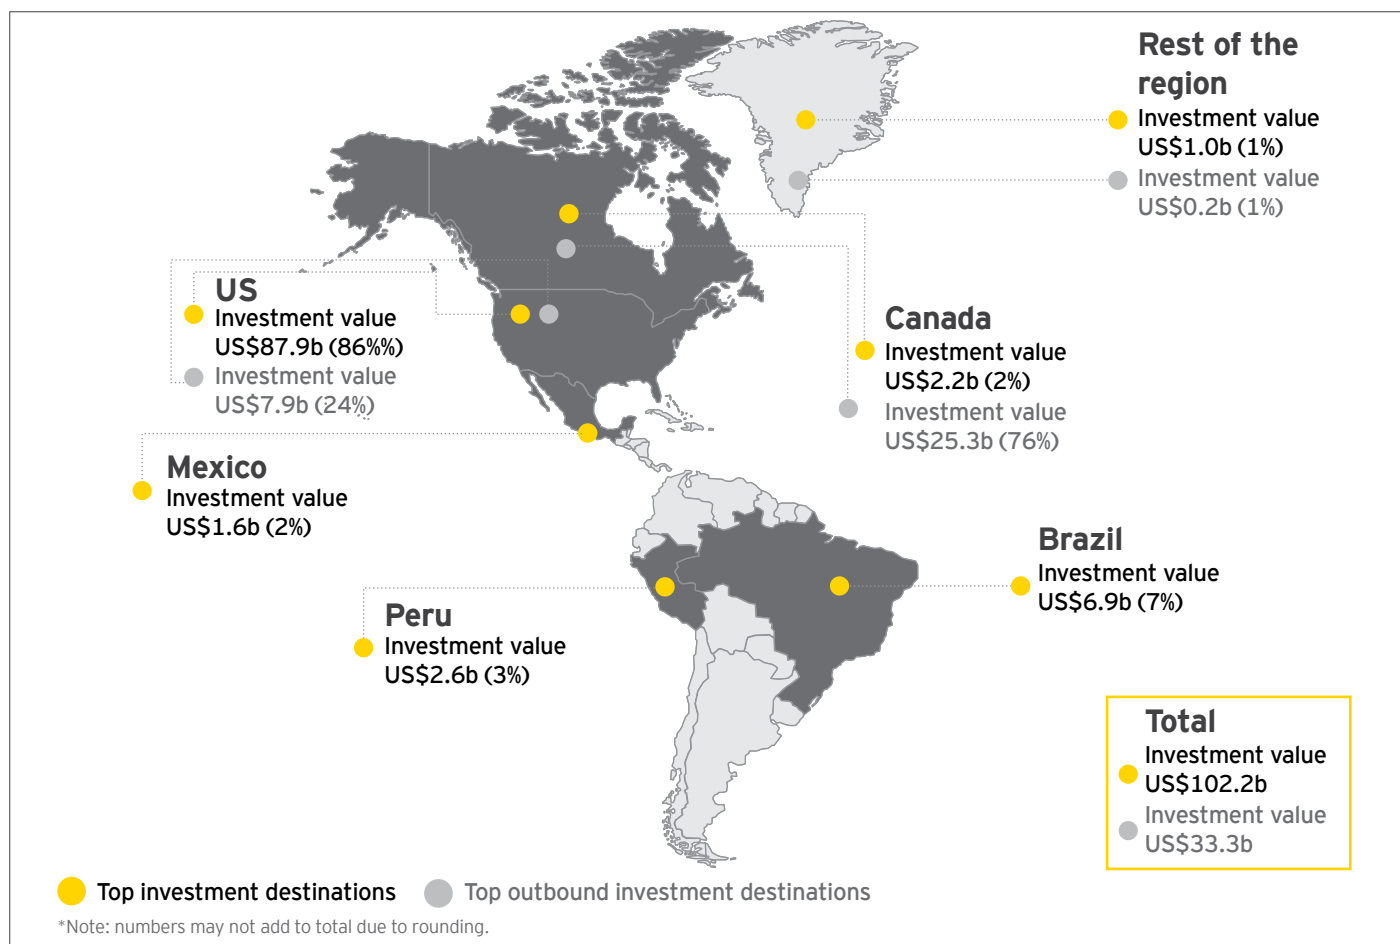 Rest of the
region
Investment value
US$1.0b (1%)
Investment value
US$0.2b (1%)
US
Investment value
US$87.9b (86%%)
Investment value
US$7.9b (24%)
Canada
Investment value
US$2.2b (2%)
Investment value
US$25.3b (76%)
Mexico
Investment value
US$1.6b (2%)
Brazil
Investment value
US$6.9b (7%)
Peru
Investment value
US$2.6b (3%)
Total
Investment value
US$102.2b
Investment value
US$33.3b
Top investment destinations
Top outbound investment destinations
*Note: numbers may not add to total due to rounding.